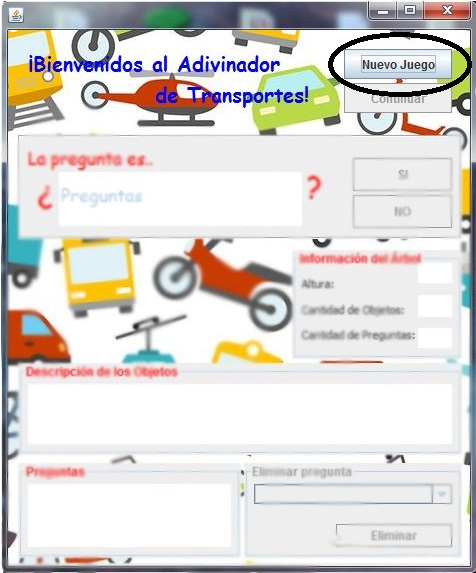 ¡Bienvenidos al Adivinador
de Transportes!
Nuevo Juego
Continuar
La pregunta es..
¿ Preguntas ?
SI
NO
Información del Árbol
Altura:
Cantidad de Objetos:
Cantidad de Preguntas:
Descripción de los Objetos
Preguntas
Eliminar pregunta
Eliminar